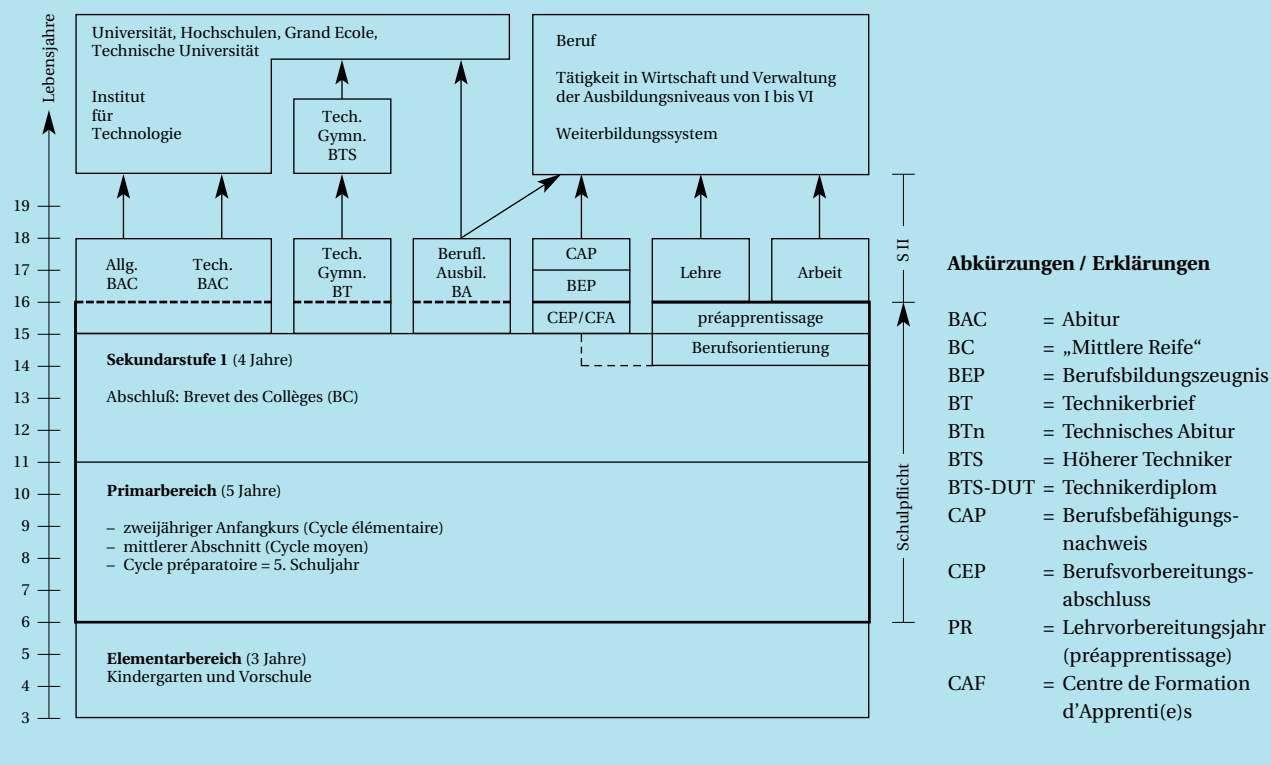 Lebensjahre
Universität, Hochschulen, Grand Ecole,
Technische Universität
Institut
für
Technologie
Tech.
Gymn.
BTS
Beruf
Tätigkeit in Wirtschaft und Verwaltung
der Ausbildungsniveaus von I bis VI
Weiterbildungssystem
19
18
17
16
15
14
13
12
11
10
9
8
7
6
5
4
3
Allg.
BAC
Tech.
BAC
Tech.
Gymn.
BT
Berufl.
Ausbil.
BA
CAP
BEP
CEP/CFA
Lehre
Arbeit
préapprentissage
Berufsorientierung
S II
Schulpflicht
Sekundarstufe 1 (4 Jahre)
Abschluß: Brevet des Collèges (BC)
Primarbereich (5 Jahre)
– zweijähriger Anfangkurs (Cycle élémentaire)
– mittlerer Abschnitt (Cycle moyen)
– Cycle préparatoire = 5. Schuljahr
Elementarbereich (3 Jahre)
Kindergarten und Vorschule
Abkürzungen / Erklärungen
BAC = Abitur
BC = „Mittlere Reife“
BEP = Berufsbildungszeugnis
BT = Technikerbrief
BTn = Technisches Abitur
BTS = Höherer Techniker
BTS-DUT = Technikerdiplom
CAP = Berufsbefähigungs-
nachweis
CEP = Berufsvorbereitungs-
abschluss
PR = Lehrvorbereitungsjahr
(préapprentissage)
CAF = Centre de Formation
d’Apprenti(e)s